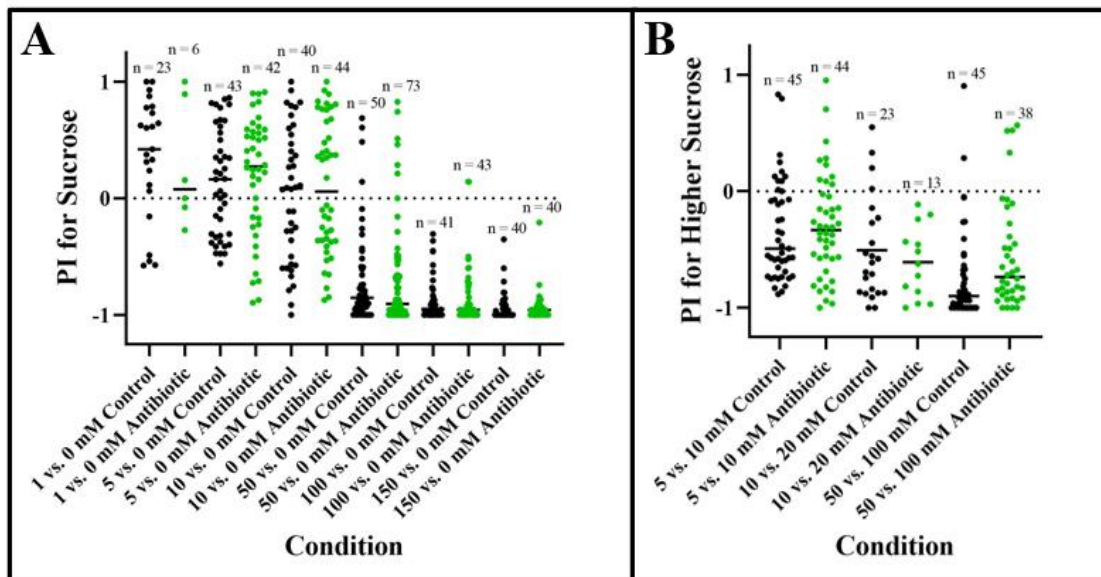 A
PI for Sucrose
1
0
-1
n = 23
n = 6
n = 43
n = 42
n = 40
n = 44
n = 50
n = 73
n = 41
n = 43
n = 40
n = 40
1 vs. 0 mM Control
1 vs. 0 mM Antibiotic
5 vs. 0 mM Control
5 vs. 0 mM Antibiotic
10 vs. 0 mM Control
10 vs. 0 mM Antibiotic
50 vs. 0 mM Control
50 vs. 0 mM Antibiotic
100 vs. 0 mM Control
100 vs. 0 mM Antibiotic
150 vs. 0 mM Control
150 vs. 0 mM Antibiotic
Condition
B
PI for Higher Sucrose
1
0
-1
n = 45
n = 44
n = 23
n = 13
n = 45
n = 38
5 vs. 10 mM Control
5 vs. 10 mM Antibiotic
10 vs. 20 mM Control
10 vs. 20 mM Antibiotic
50 vs. 100 mM Control
50 vs. 100 mM Antibiotic
Condition